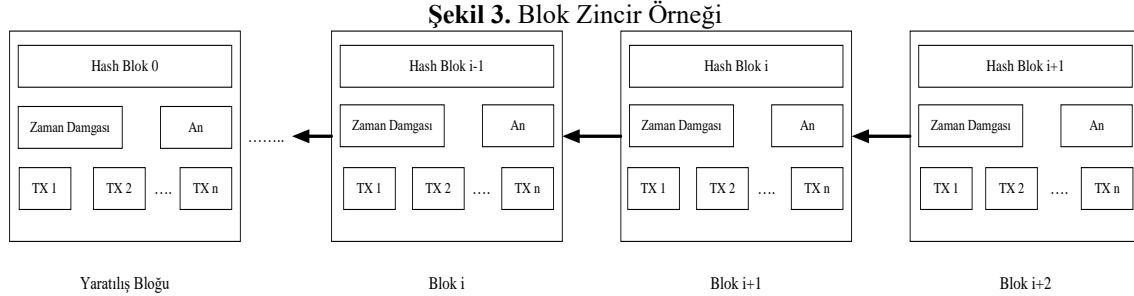 Şekil 3. Blok Zincir Örneği
Hash Blok 0
Zaman Damgası
An
TX 1
TX 2
....
TX n
Yaratılış Bloğu
........
Hash Blok i-1
Zaman Damgası
An
TX 1
TX 2
....
TX n
Blok i
Hash Blok i
Zaman Damgası
An
TX 1
TX 2
....
TX n
Blok i+1
Hash Blok i+1
Zaman Damgası
An
TX 1
TX 2
....
TX n
Blok i+2